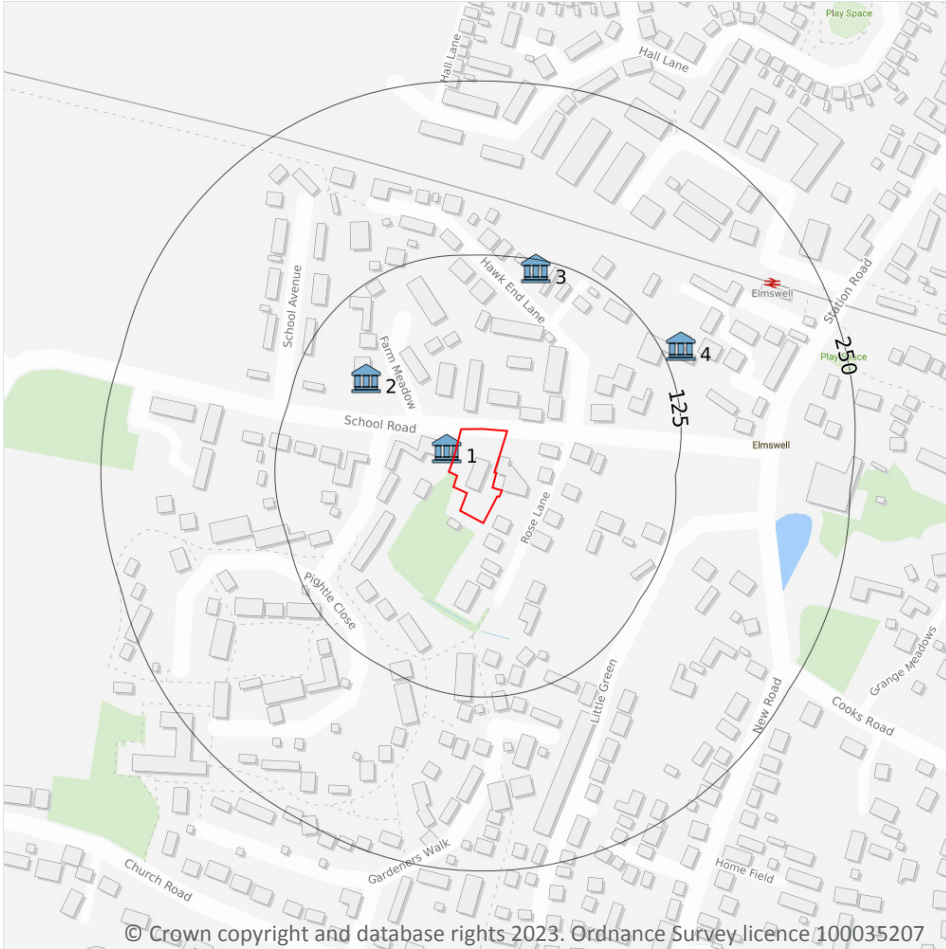 Play Space
Hall Lane
Hall Lane
School Avenue
Hawk End Lane
3
Elmswell
Station Road
Farm Meadow
4
Play Space
250
2
125
School Road
Elmswell
1
Rose Lane
Pightle Close
Little Green
Grange Meadows
New Road
Cooks Road
Gardeners Walk
Home Field
Church Road
© Crown copyright and database rights 2023. Ordnance Survey licence 100035207